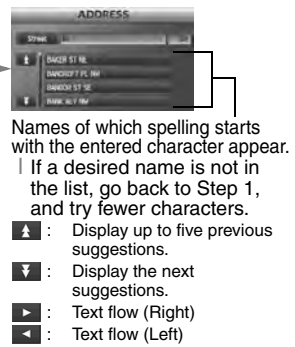 ADDRESS
Street
BAKER ST NE
BANCROFT PL NW
BANGOR ST SE
BANK ALY NW
Names of which spelling starts
with the entered character appear.
If a desired name is not in
the list, go back to Step 1,
and try fewer characters.
: Display up to five previous
suggestions.
: Display the next
suggestions.
: Text flow (Right)
: Text flow (Left)